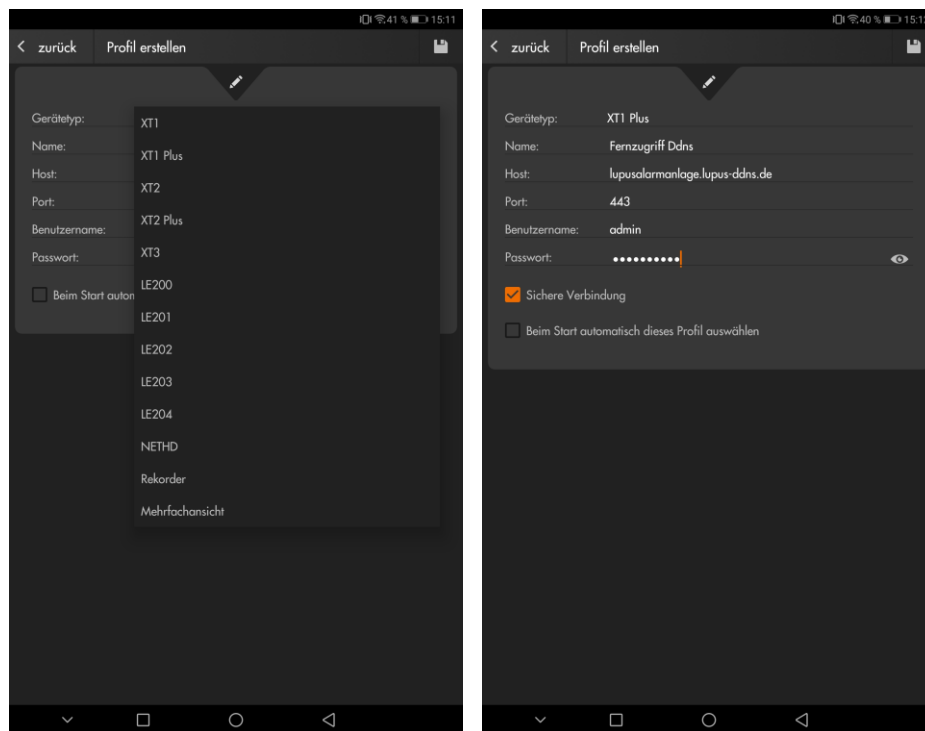 41 % 15:11
zurück Profil erstellen
Gerätetyp:
Name:
Host:
Port:
Benutzername:
Passwort:
Beim Start auton
XT1
XT1 Plus
XT2
XT2 Plus
XT3
LE200
LE201
LE202
LE203
LE204
NETHD
Rekorder
Mehrfachansicht
40 %
zurück Profil erstellen
Gerätetyp: XT1 Plus
Name: Fernzugriff Ddns
Host: lupusalarmanlage.lupus-ddns.de
Port: 443
Benutzername: admin
Passwort: ••••••••••
Sichere Verbindung
Beim Start automatisch dieses Profil auswählen